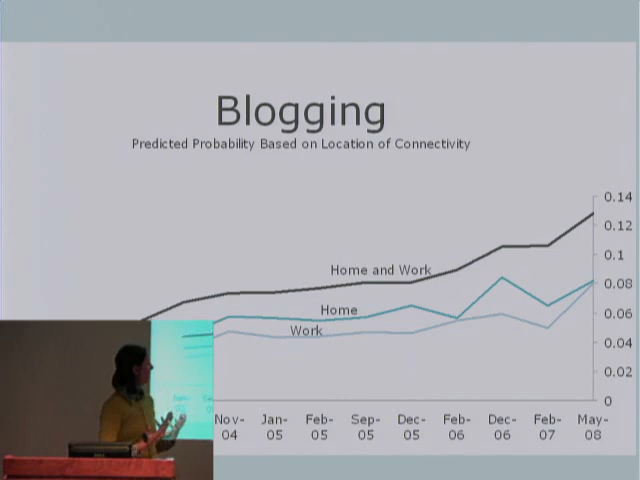 Blogging
Predicted Probability Based on Location of Connectivity
0.14
0.12
0.1
Home and Work
0.08
Home
0.06
Work
0.04
0.02
0
Nov-04
Jan-05
Feb-05
Sep-05
Dec-05
Feb-06
Dec-06
Feb-07
May-08